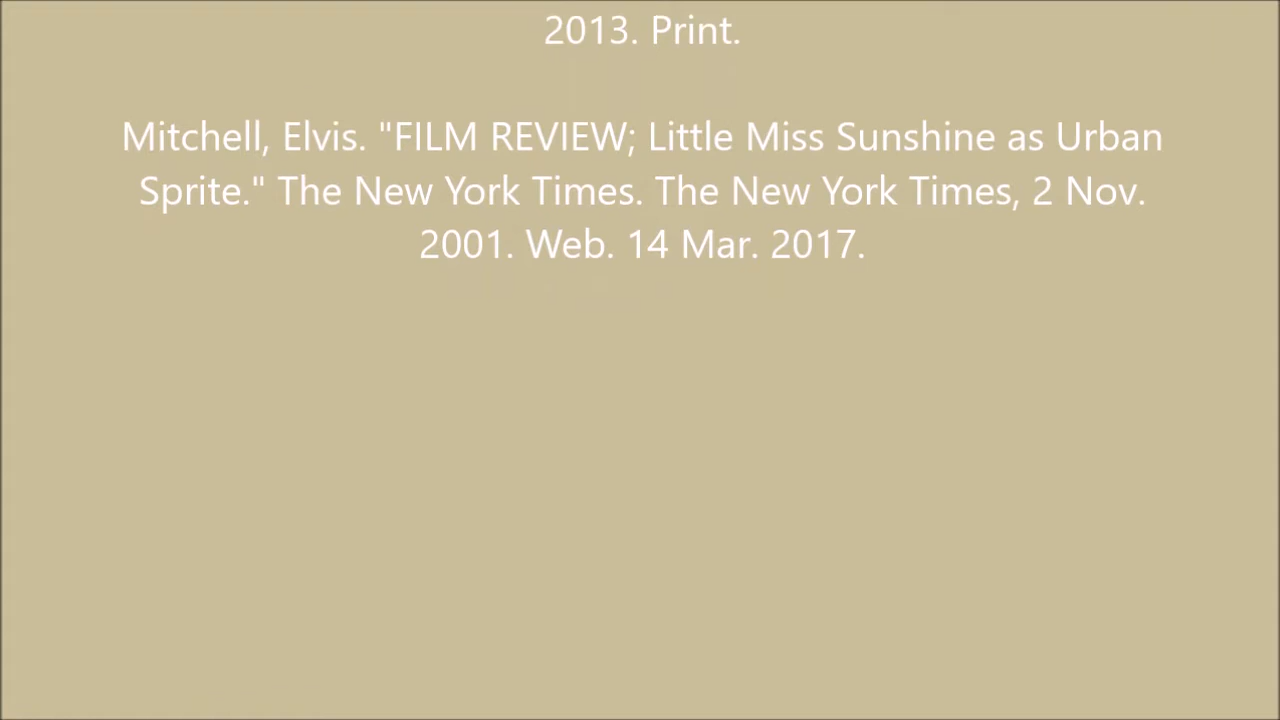 2013. Print.
Mitchell, Elvis. "FILM REVIEW; Little Miss Sunshine as Urban
Sprite." The New York Times. The New York Times, 2 Nov.
2001. Web. 14 Mar. 2017.